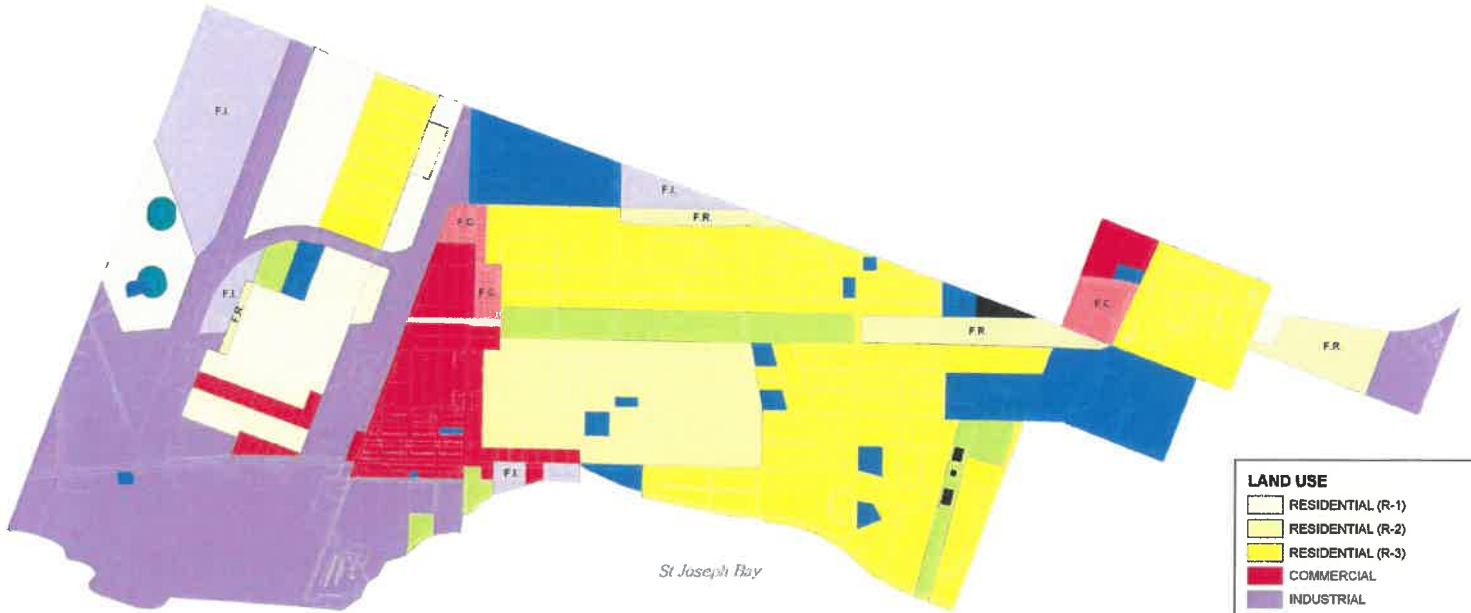 F.I.
F.I.
F.R.
F.C.
F.C.
F.I.
F.R.
F.R.
F.C.
F.R
F.I.
St Joseph Bay
LAND USE
RESIDENTIAL (R-1)
RESIDENTIAL (R-2)
RESIDENTIAL (R-3)
COMMERCIAL
INDUSTRIAL